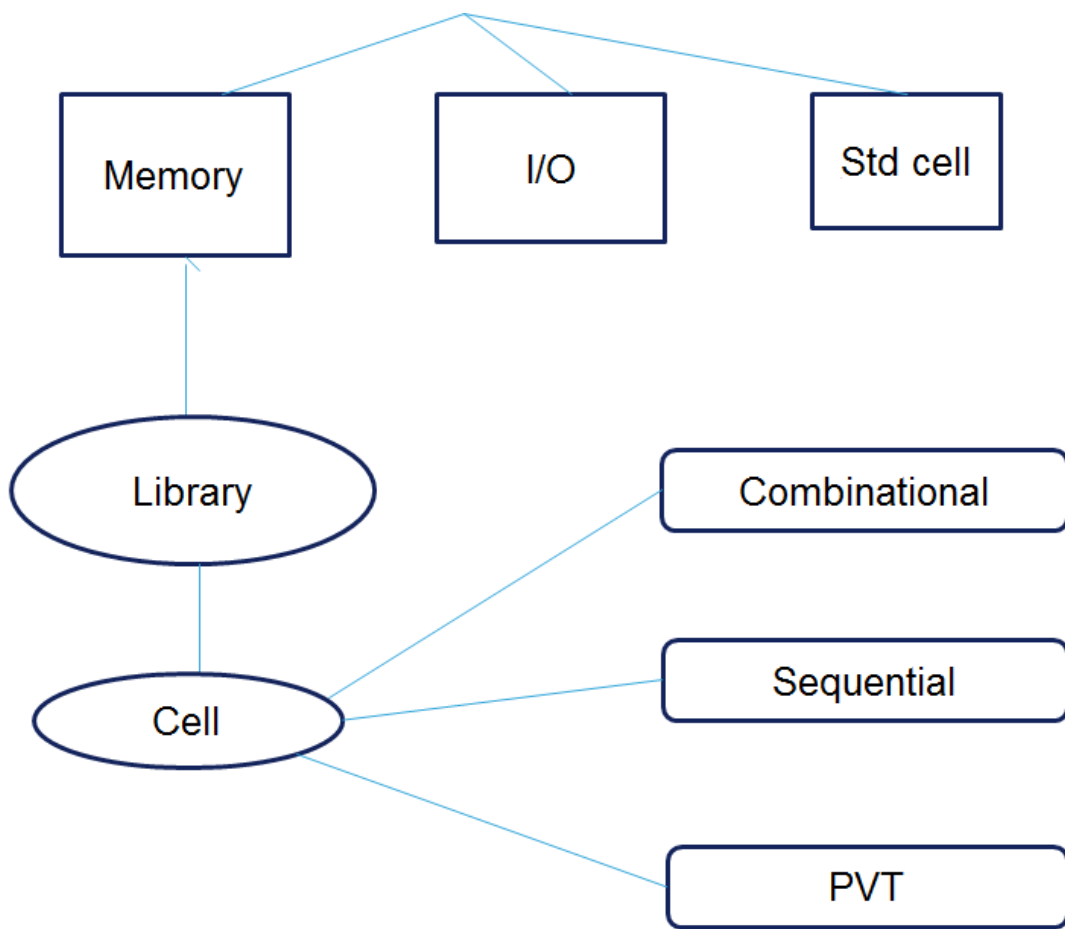 Memory
I/O
Std cell
Library
Combinational
Sequential
Cell
PVT